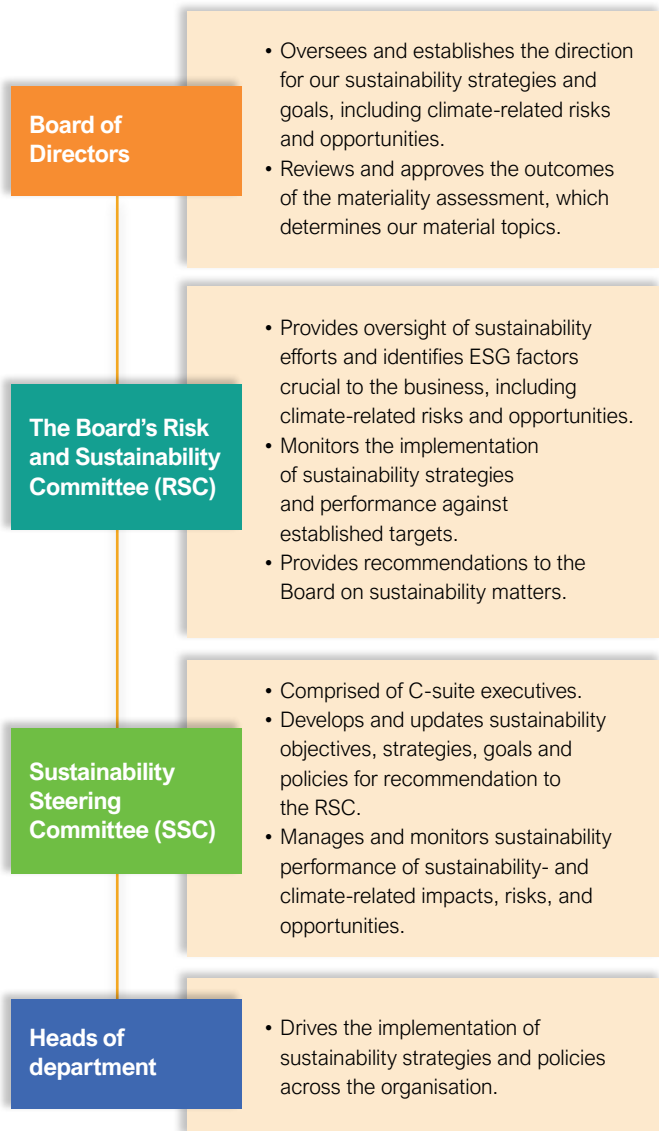 Board of
Directors
• Oversees and establishes the direction
for our sustainability strategies and
goals, including climate-related risks
and opportunities.
• Reviews and approves the outcomes
of the materiality assessment, which
determines our material topics.
The Board’s Risk
and Sustainability
Committee (RSC)
• Provides oversight of sustainability
efforts and identifies ESG factors
crucial to the business, including
climate-related risks and opportunities.
• Monitors the implementation
of sustainability strategies
and performance against
established targets.
• Provides recommendations to the
Board on sustainability matters.
Sustainability
Steering
Committee (SSC)
• Comprised of C-suite executives.
• Develops and updates sustainability
objectives, strategies, goals and
policies for recommendation to
the RSC.
• Manages and monitors sustainability
performance of sustainability- and
climate-related impacts, risks, and
opportunities.
Heads of
department
• Drives the implementation of
sustainability strategies and policies
across the organisation.